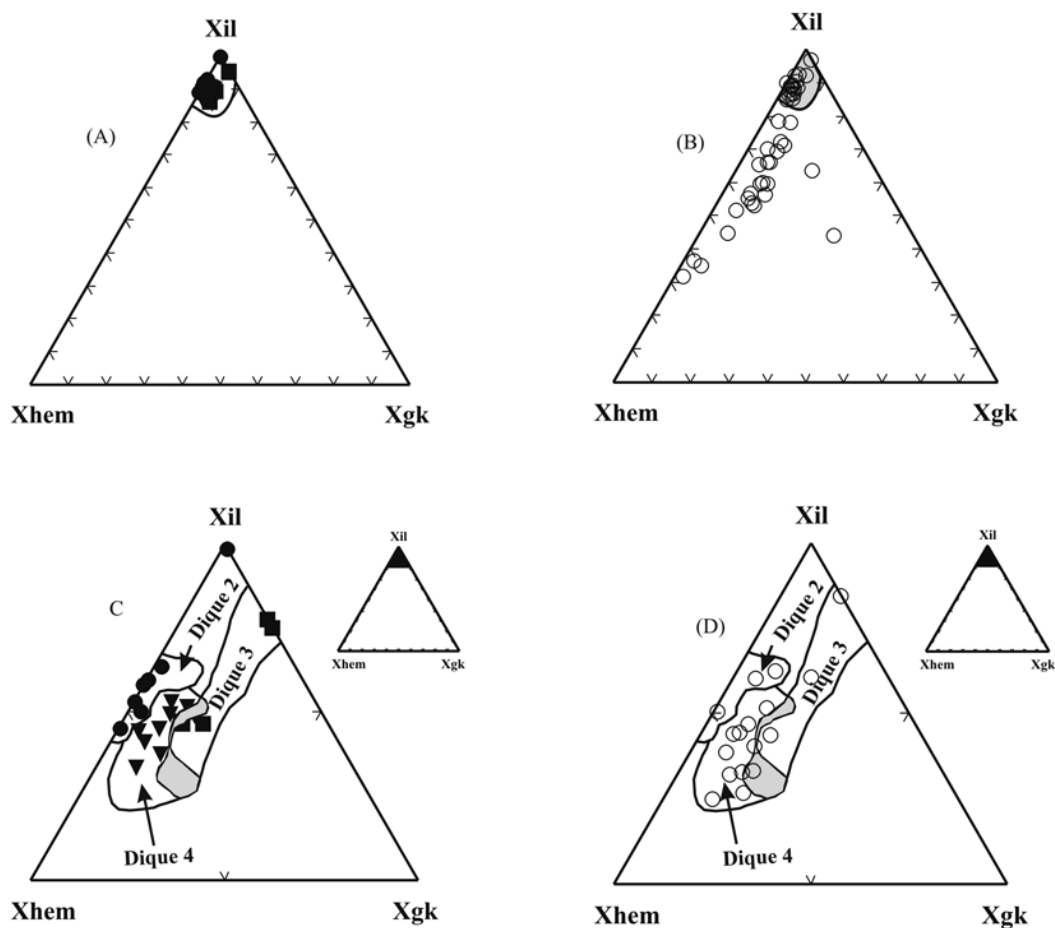 Xil
(A)
Xhem
Xgk
Xil
(B)
Xhem
Xgk
Xil
C
Dique 2
Dique 3
Dique 4
Xhem
Xgk
Xil
Xhem
Xgk
Xil
(D)
Dique 2
Dique 3
Dique 4
Xhem
Xgk
Xil
Xhem
Xgk